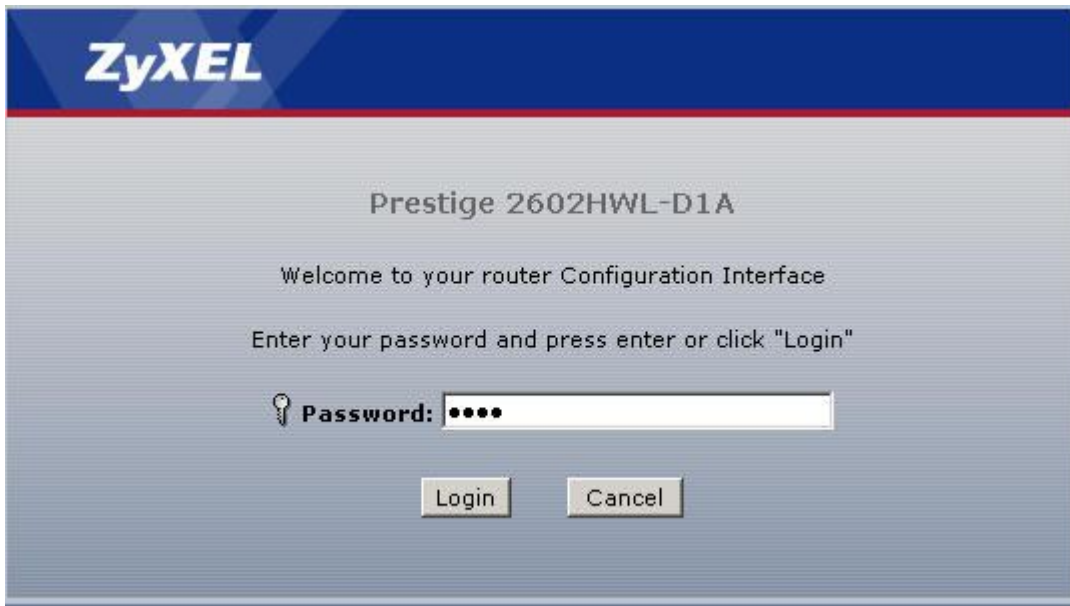 ZyXEL
Prestige 2602HWL-D1A
Welcome to your router Configuration Interface
Enter your password and press enter or click "Login"
Password: ••••
Login Cancel